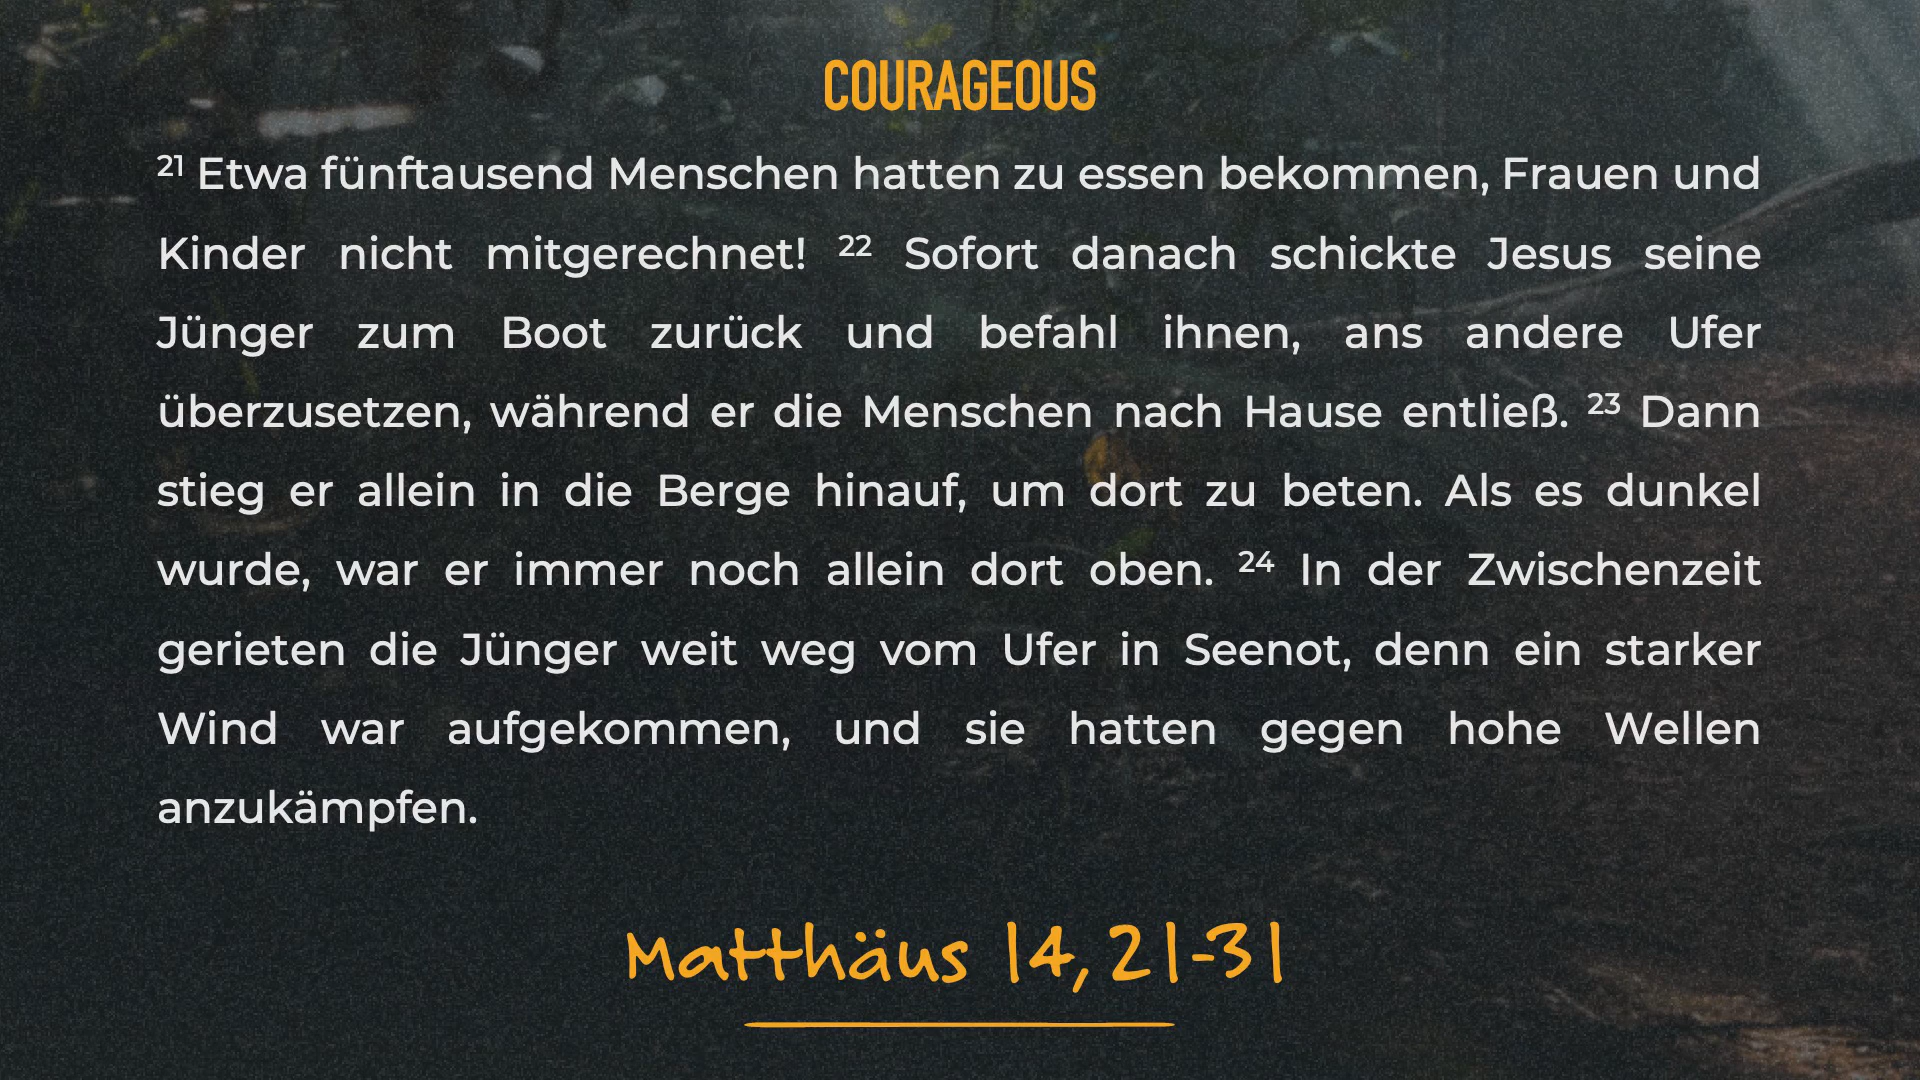 COURAGEOUS
²¹ Etwa fünftausend Menschen hatten zu essen bekommen, Frauen und
Kinder nicht mitgerechnet! ²² Sofort danach schickte Jesus seine
Jünger zum Boot zurück und befahl ihnen, ans andere Ufer
überzusetzen, während er die Menschen nach Hause entließ. ²³ Dann
stieg er allein in die Berge hinauf, um dort zu beten. Als es dunkel
wurde, war er immer noch allein dort oben. ²⁴ In der Zwischenzeit
gerieten die Jünger weit weg vom Ufer in Seenot, denn ein starker
Wind war aufgekommen, und sie hatten gegen hohe Wellen
anzukämpfen.
Matthäus 14, 21-31